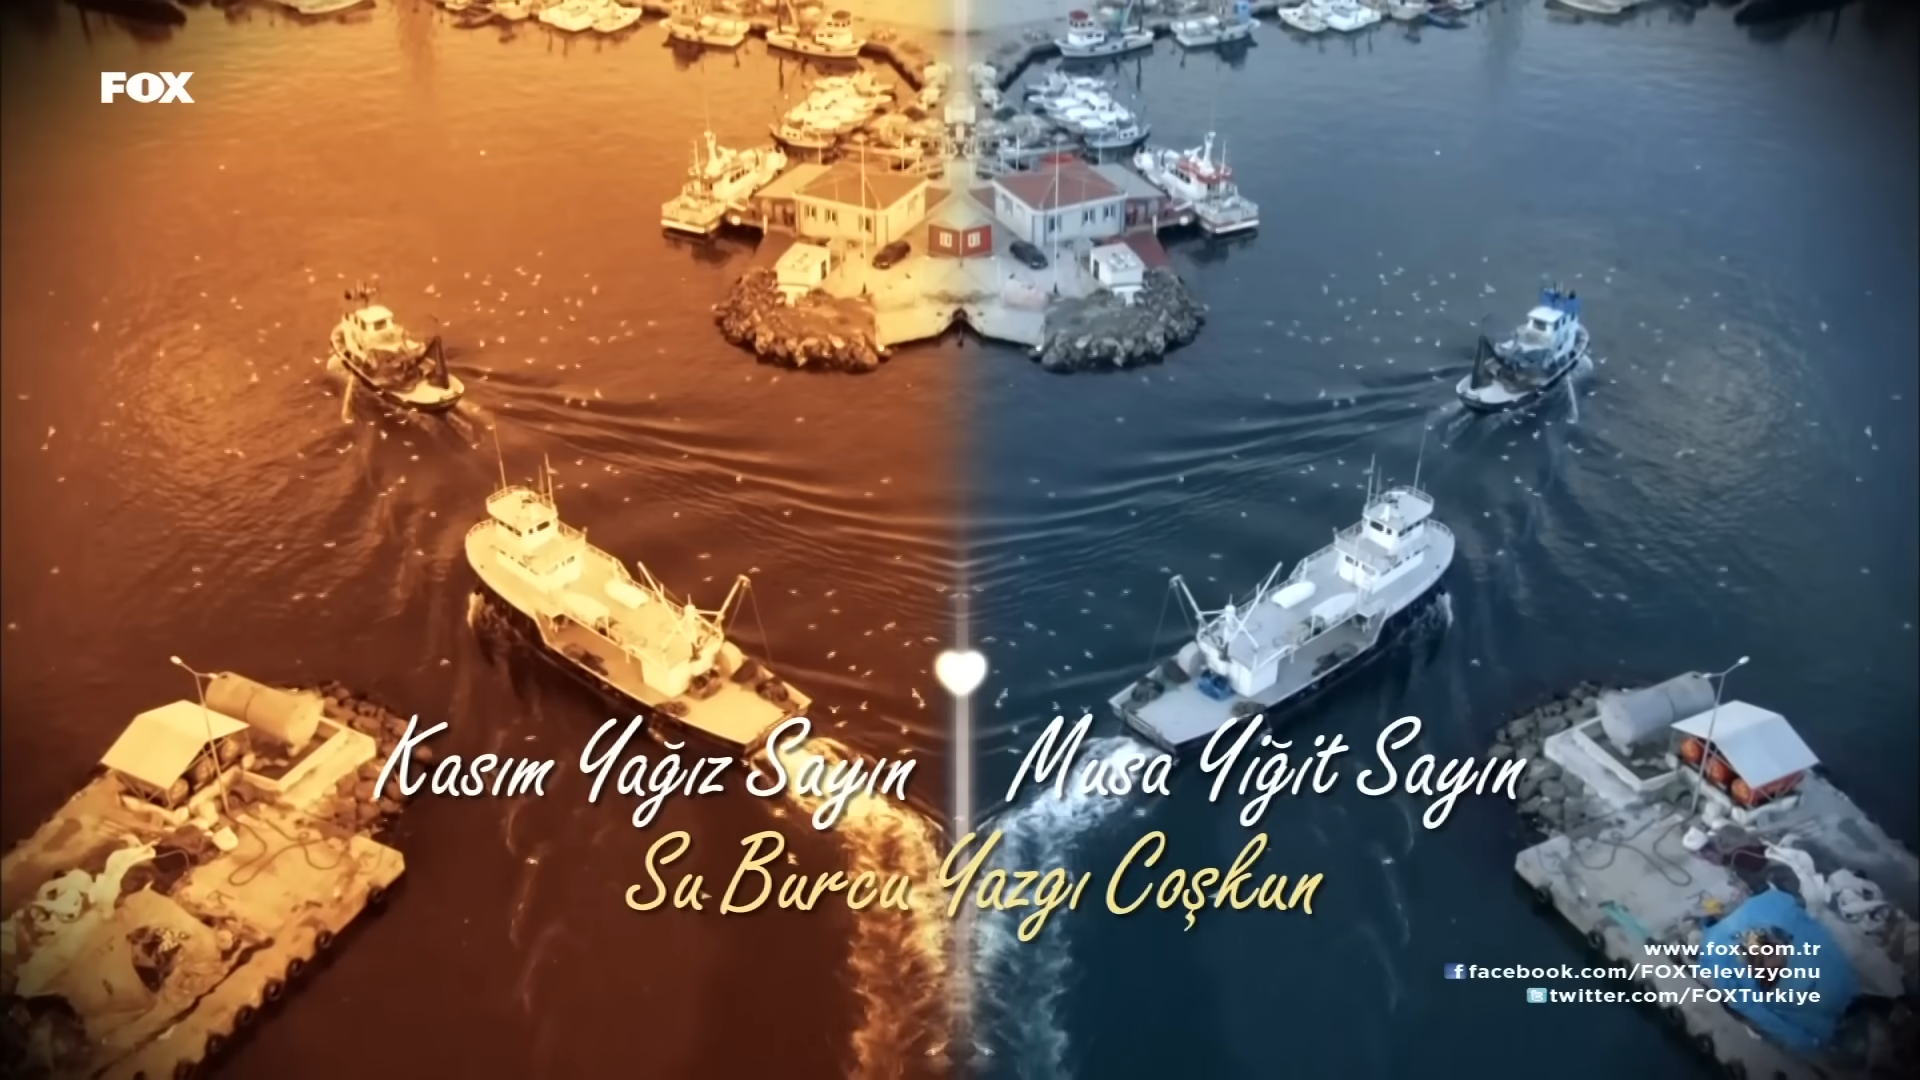 FOX
Kasım Yağız Sayın Musa Yiğit Sayın
Su Burcu Yazgı Coşkun
www.fox.com.tr
facebook.com/FOXTelevizyonu
twitter.com/FOXTurkiye